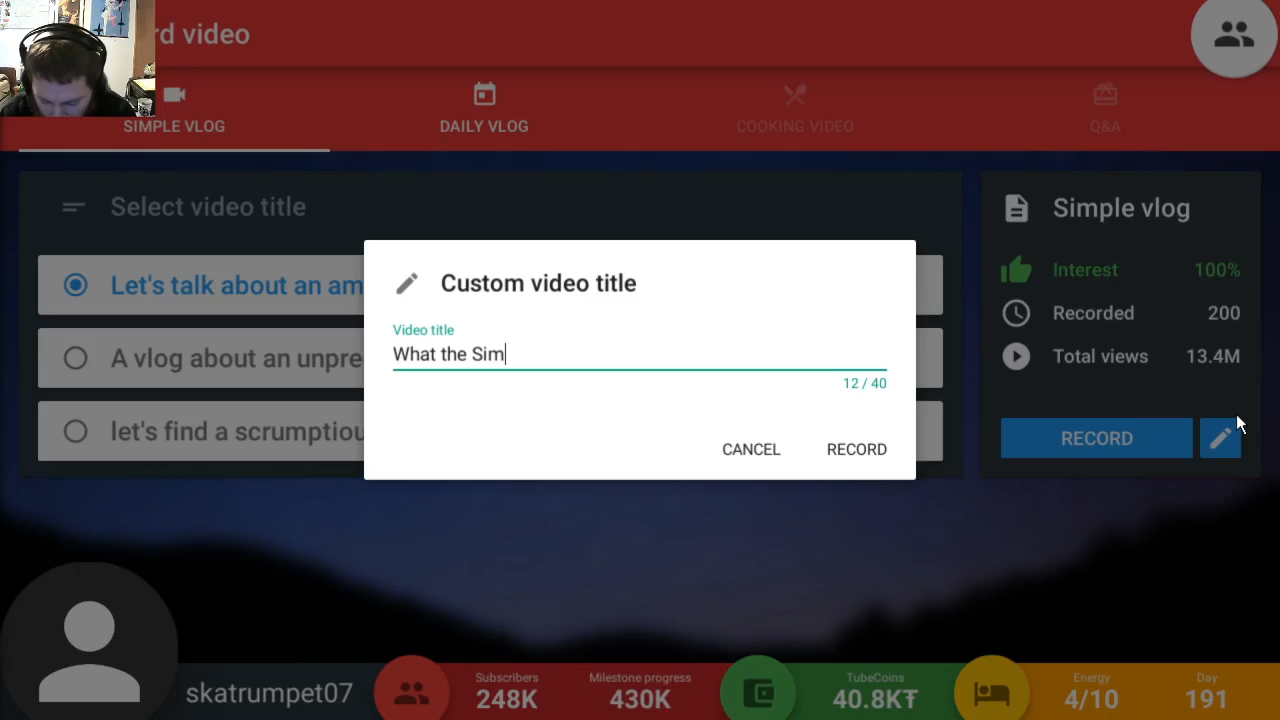 rd video
SIMPLE VLOG
DAILY VLOG
COOKING VIDEO
Q&A
Select video title
Let's talk about an am
A vlog about an unpre
let's find a scrumptiou
Simple vlog
Interest 100%
Recorded 200
Total views 13.4M
RECORD
Custom video title
Video title
What the Sim
12 / 40
CANCEL
RECORD
skatrumpet07
Subscribers
248K
Milestone progress
430K
TubeCoins
40.8KT
Energy
4/10
Day
191